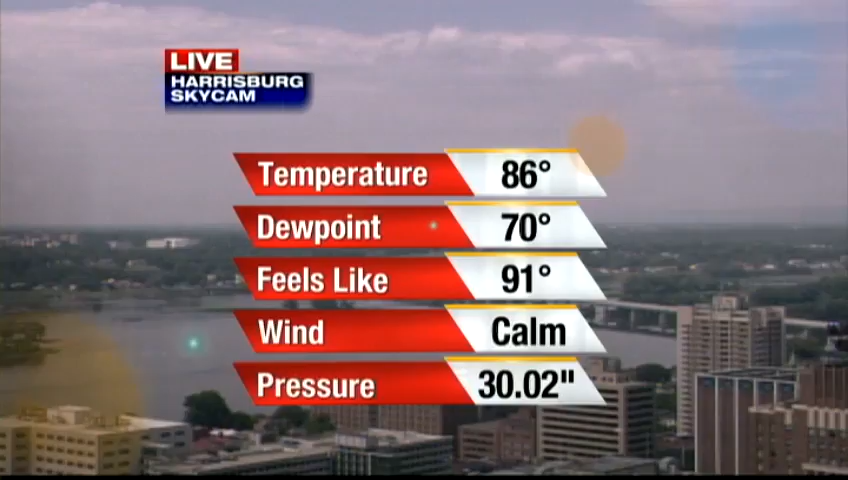 LIVE
HARRISBURG
SKYCAM
Temperature 86°
Dewpoint 70°
Feels Like 91°
Wind Calm
Pressure 30.02"